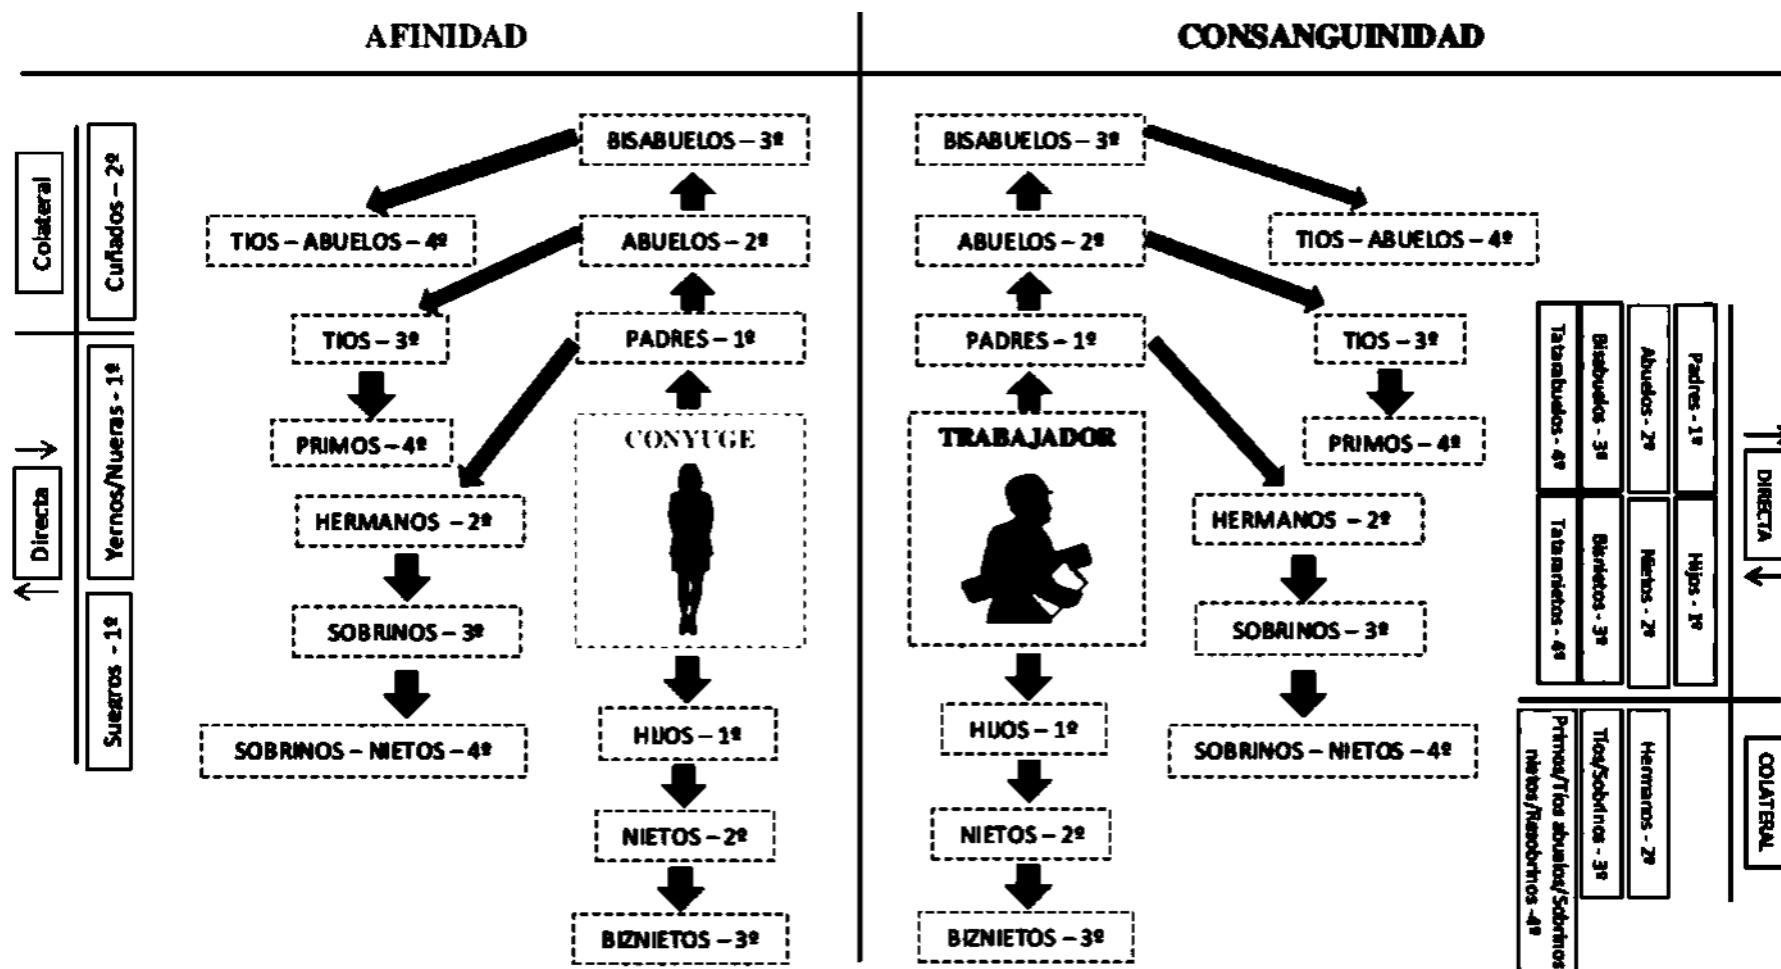 AFINIDAD
CONSANGUINIDAD
Colateral
Cuñados - 2º
Directa
Yernos/Nueras - 1º
Suegros - 1º
BISABUELOS – 3º
TIOS – ABUELOS – 4º
ABUELOS – 2º
TIOS – 3º
PADRES – 1º
PRIMOS – 4º
CONYUGE
HERMANOS – 2º
SOBRINOS – 3º
SOBRINOS – NIETOS – 4º
HIJOS – 1º
NIETOS – 2º
BIZNIETOS – 3º
BISABUELOS – 3º
ABUELOS – 2º
TIOS – ABUELOS – 4º
PADRES – 1º
TIOS – 3º
TRABAJADOR
PRIMOS – 4º
HERMANOS – 2º
SOBRINOS – 3º
HIJOS – 1º
SOBRINOS – NIETOS – 4º
NIETOS – 2º
BIZNIETOS – 3º
DIRECTA
Padres - 1º
Abuelos - 2º
Bisabuelos - 3º
Tatarabuelos - 4º
Hijos - 1º
Nietos - 2º
Bisnietos - 3º
Tataranietos - 4º
COLATERAL
Hermanos - 2º
Tíos/Sobrinos - 3º
Primos/Tíos abuelos/Sobrinos
nietos/Resobrinos -4º